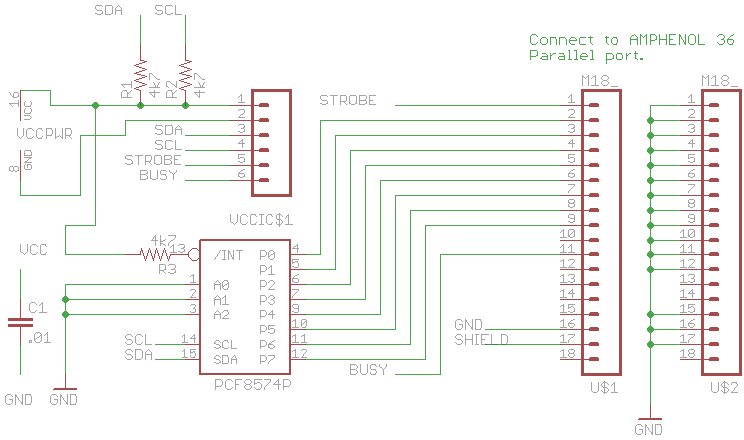 SDA
SCL
Connect to AMPHENOL 36
Parallel port.
R1
4k7
R2
4k7
M18_
M18_
16
VCC
VCCPWR
GND
8
1
2
3
4
5
6
SDA
SCL
STROBE
BUSY
STROBE
1
2
3
4
5
6
7
8
9
10
11
12
13
14
15
16
17
18
1
2
3
4
5
6
7
8
9
10
11
12
13
14
15
16
17
18
VCCIC$1
4k7
13
R3
/INT
A0
A1
A2
SCL
SDA
P0
P1
P2
P3
P4
P5
P6
P7
1
2
3
14
15
4
5
6
7
9
10
11
12
SCL
SDA
PCF8574P
VCC
C1
.01
GND
GND
GND
SHIELD
BUSY
U$1
U$2
GND